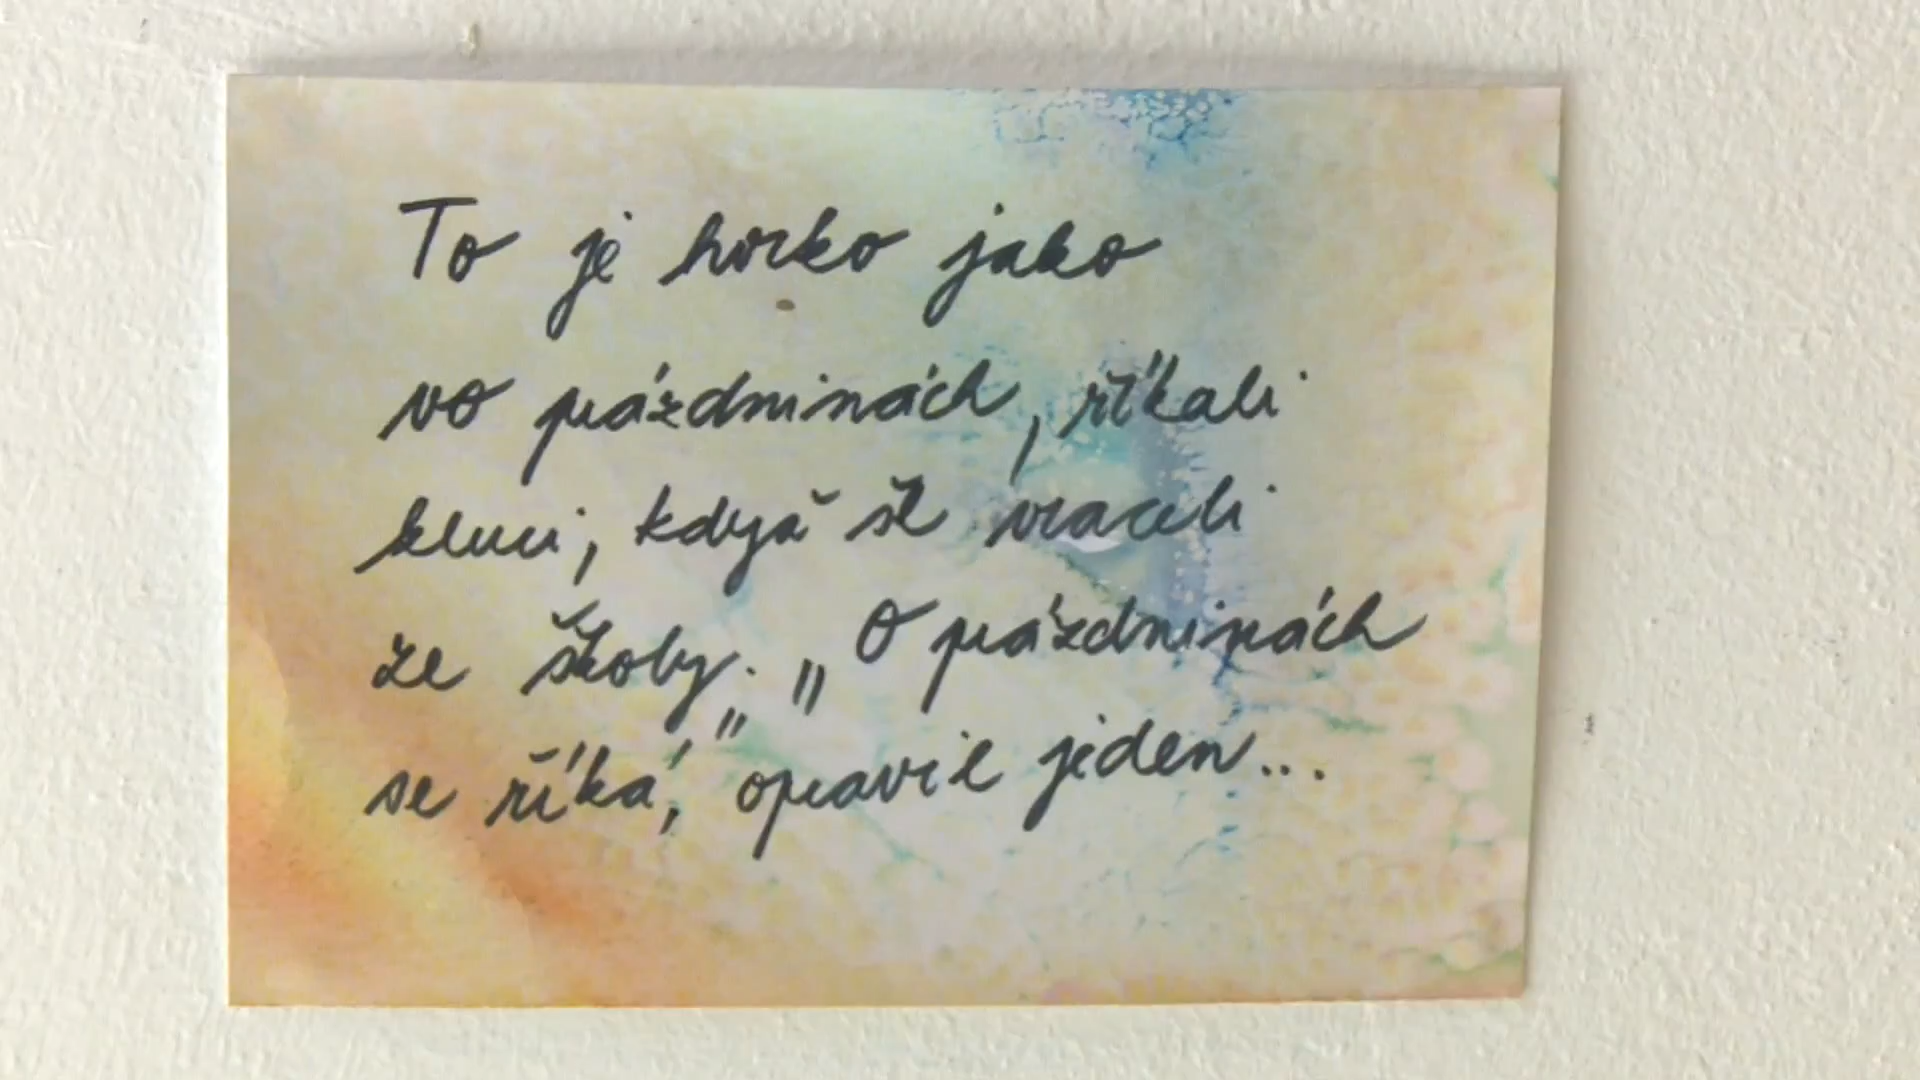 To je horko jako
vo prázdninách, říkali
kluci, když se vraceli
ze školy. „O prázdninách
se říká," opravil jeden...